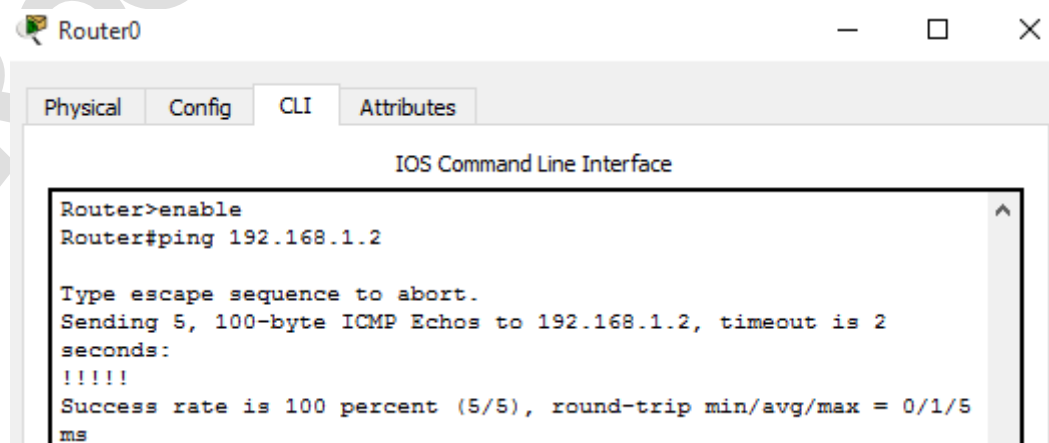 Router0
Physical Config CLI Attributes
IOS Command Line Interface
Router>enable
Router#ping 192.168.1.2
Type escape sequence to abort.
Sending 5, 100-byte ICMP Echos to 192.168.1.2, timeout is 2
seconds:
!!!!!
Success rate is 100 percent (5/5), round-trip min/avg/max = 0/1/5
ms